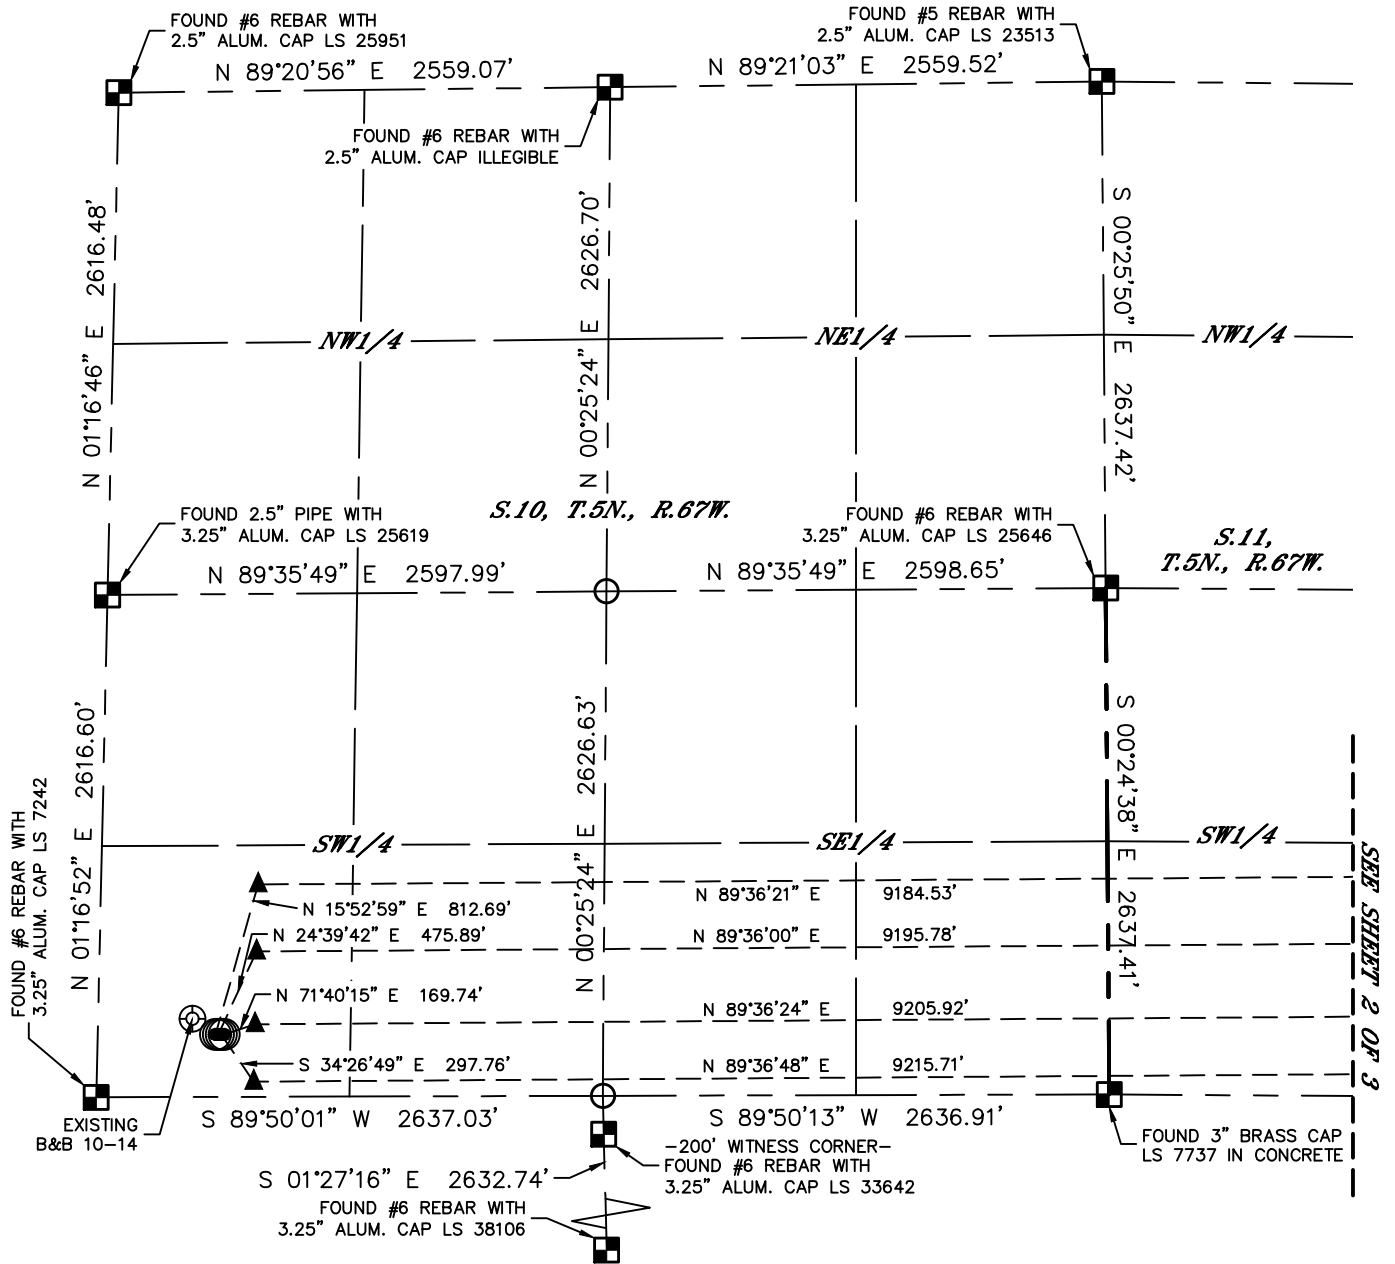 FOUND #6 REBAR WITH
2.5" ALUM. CAP LS 25951
FOUND #5 REBAR WITH
2.5" ALUM. CAP LS 23513
N 89°20'56" E 2559.07'
N 89°21'03" E 2559.52'
FOUND #6 REBAR WITH
2.5" ALUM. CAP ILLEGIBLE
N 01°16'46" E 2616.48'
N 00°25'24" E 2626.70'
S 00°25'50" E 2637.42'
NW1/4
NE1/4
NW1/4
FOUND 2.5" PIPE WITH
3.25" ALUM. CAP LS 25619
S.10, T.5N., R.67W.
FOUND #6 REBAR WITH
3.25" ALUM. CAP LS 25646
S.11,
T.5N., R.67W.
N 89°35'49" E 2597.99'
N 89°35'49" E 2598.65'
FOUND #6 REBAR WITH
3.25" ALUM. CAP LS 7242
N 01°16'52" E 2616.60'
N 00°25'24" E 2626.63'
S 00°24'38" E 2637.41'
SW1/4
SE1/4
SW1/4
SEE SHEET 2 OF 3
N 89°36'21" E 9184.53'
N 15°52'59" E 812.69'
N 24°39'42" E 475.89'
N 89°36'00" E 9195.78'
N 71°40'15" E 169.74'
N 89°36'24" E 9205.92'
S 34°26'49" E 297.76'
N 89°36'48" E 9215.71'
EXISTING
B&B 10-14
S 89°50'01" W 2637.03'
S 89°50'13" W 2636.91'
-200' WITNESS CORNER-
FOUND #6 REBAR WITH
3.25" ALUM. CAP LS 33642
FOUND 3" BRASS CAP
LS 7737 IN CONCRETE
S 01°27'16" E 2632.74'
FOUND #6 REBAR WITH
3.25" ALUM. CAP LS 38106